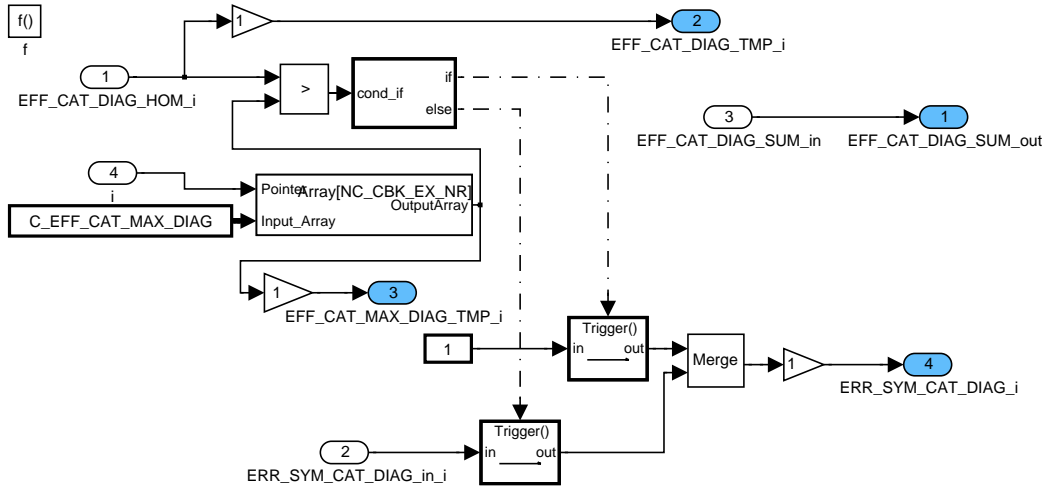 f()
f
1
2
EFF_CAT_DIAG_TMP_i
1
EFF_CAT_DIAG_HOM_i
>
cond_if
if
else
3
EFF_CAT_DIAG_SUM_in
1
EFF_CAT_DIAG_SUM_out
4
i
C_EFF_CAT_MAX_DIAG
Pointer
Array[NC_CBK_EX_NR]
OutputArray
Input_Array
1
3
EFF_CAT_MAX_DIAG_TMP_i
1
Trigger()
in
out
Merge
1
4
ERR_SYM_CAT_DIAG_i
2
ERR_SYM_CAT_DIAG_in_i
Trigger()
in
out